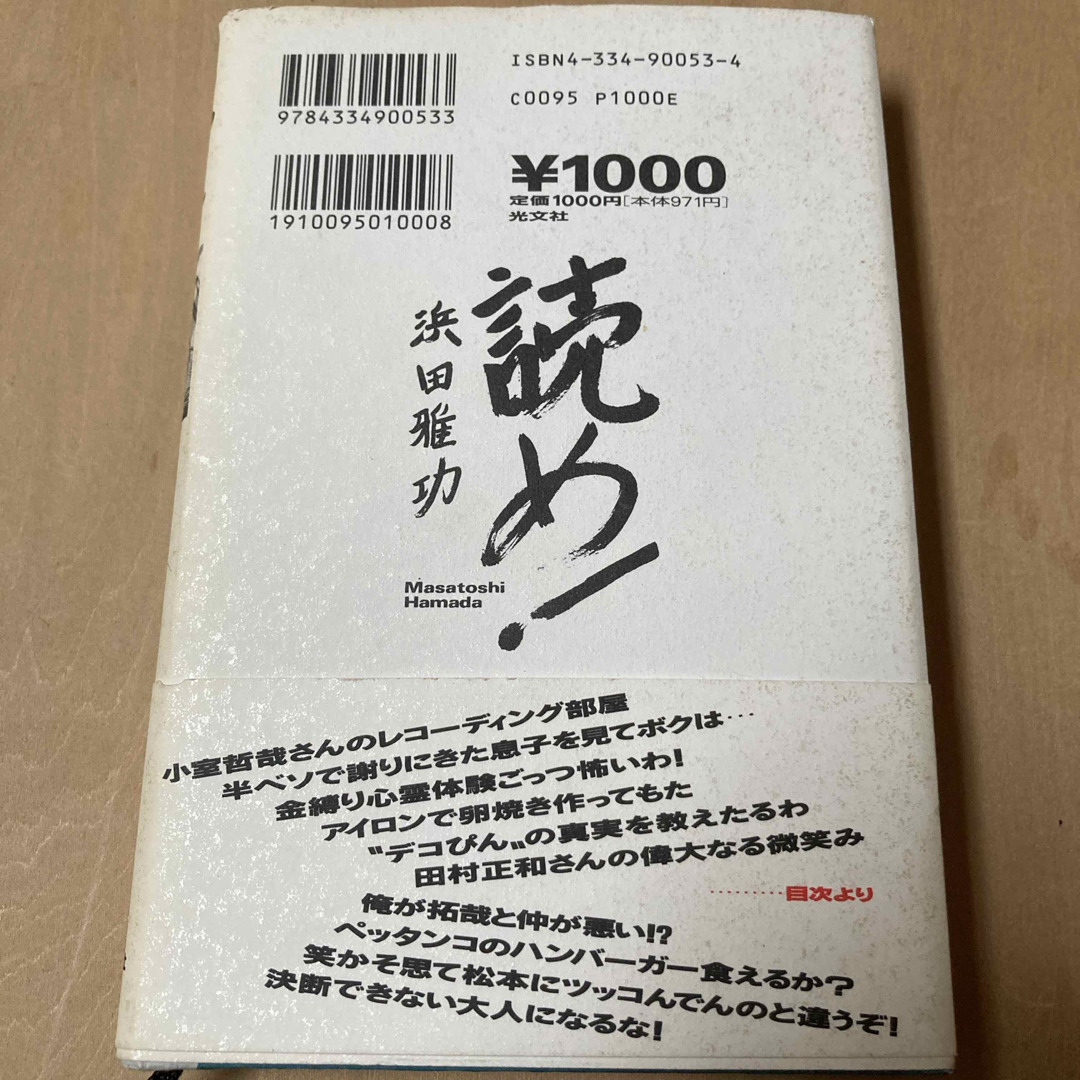 ISBN4-334-90053-4
9784334900533
C0095 P1000E
1910095010008
¥1000
定価1000円[本体971円]
光文社
読め!
浜田雅功
Masatoshi
Hamada
小室哲哉さんのレコーディング部屋
半ベソで謝りにきた息子を見てボクは…
金縛り心霊体験ごっつ怖いわ!
アイロンで卵焼き作ってもた
〝デコぴん〟の真実を教えたるわ
田村正和さんの偉大なる微笑み
………目次より
俺が拓哉と仲が悪い!?
ペッタンコのハンバーガー食えるか?
笑かそ思て松本にツッコんでんのと違うぞ!
決断できない大人になるな!